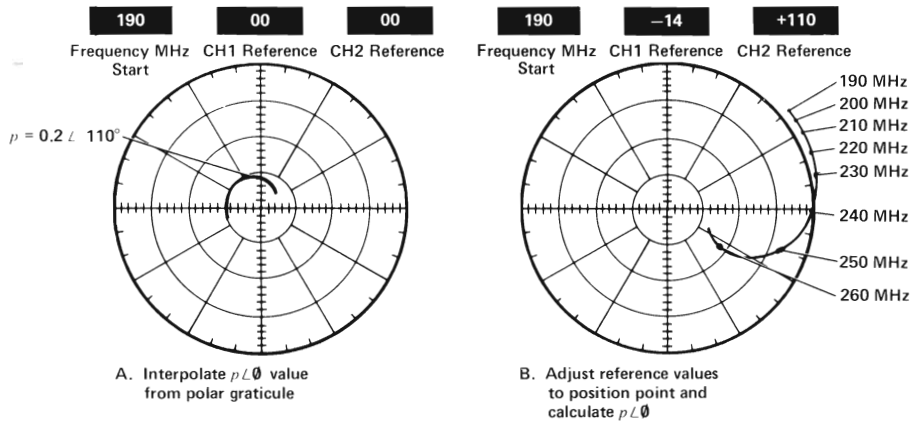 190 00 00
Frequency MHz CH1 Reference CH2 Reference
Start
p = 0.2 ∠ 110°
A. Interpolate p∠Ø value
from polar graticule
190 −14 +110
Frequency MHz CH1 Reference CH2 Reference
Start
190 MHz
200 MHz
210 MHz
220 MHz
230 MHz
240 MHz
250 MHz
260 MHz
B. Adjust reference values
to position point and
calculate p∠Ø